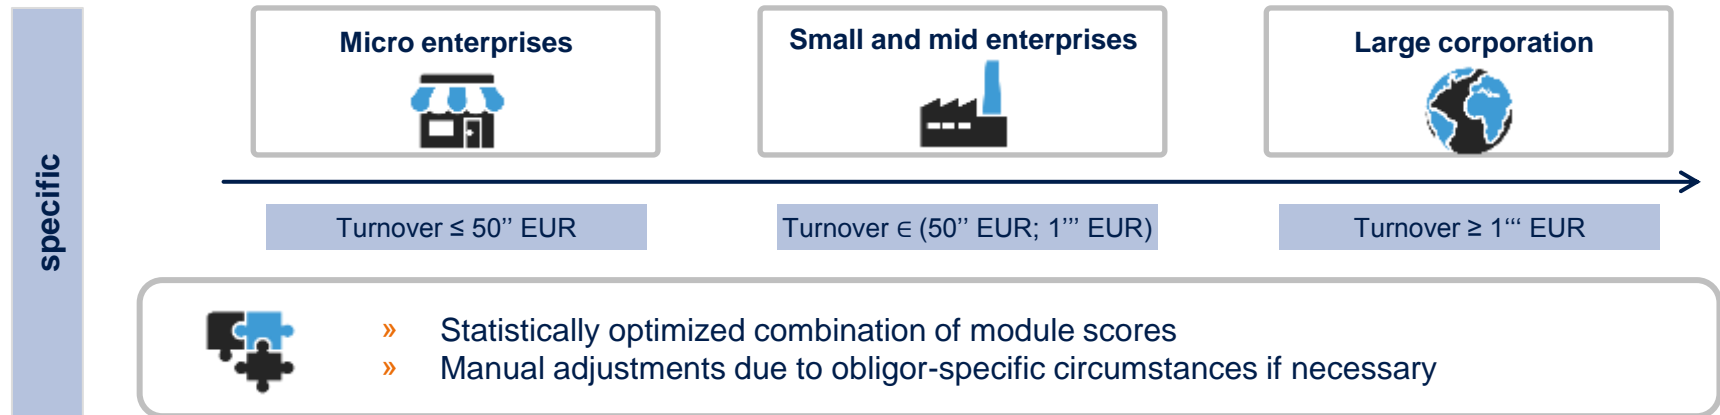 specific
Micro enterprises
Small and mid enterprises
Large corporation
Turnover ≤ 50’’ EUR
Turnover ∈ (50’’ EUR; 1’’’ EUR)
Turnover ≥ 1‘‘‘ EUR
» Statistically optimized combination of module scores
» Manual adjustments due to obligor-specific circumstances if necessary